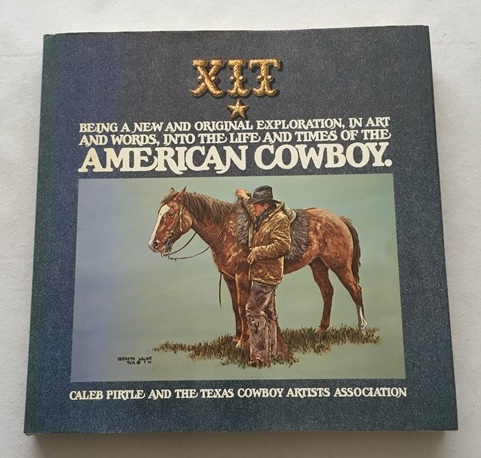 XIT
BEING A NEW AND ORIGINAL EXPLORATION, IN ART
AND WORDS, INTO THE LIFE AND TIMES OF THE
AMERICAN COWBOY.
CALEB PIRTLE AND THE TEXAS COWBOY ARTISTS ASSOCIATION